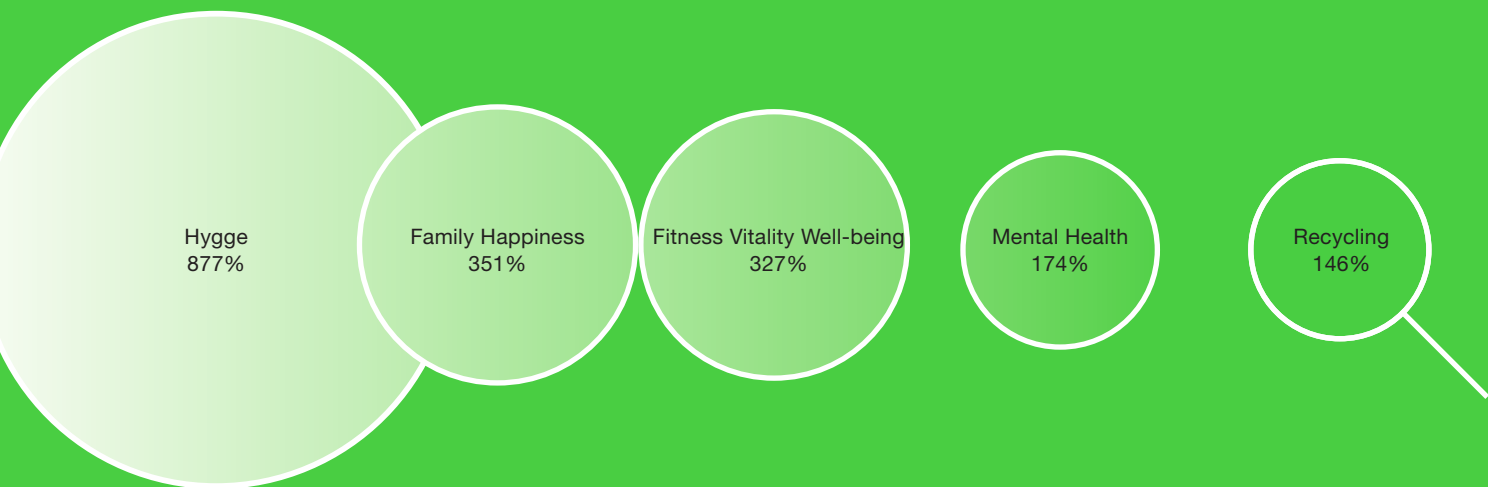 Hygge
877%
Family Happiness
351%
Fitness Vitality Well-being
327%
Mental Health
174%
Recycling
146%